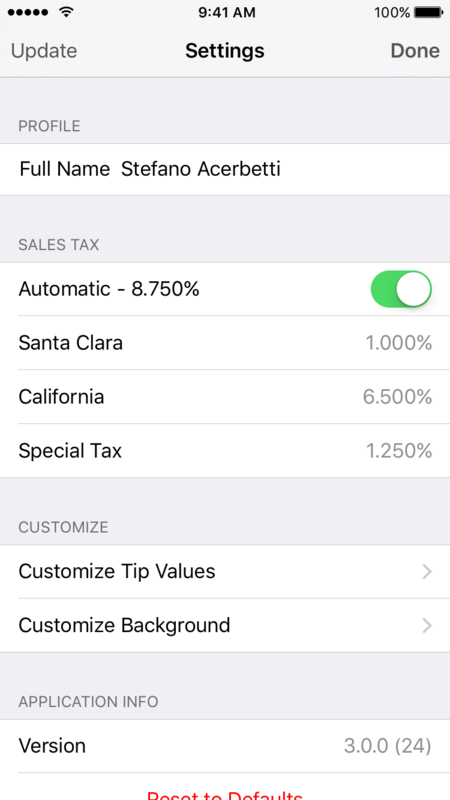 9:41 AM 100%
Update Settings Done
PROFILE
Full Name Stefano Acerbetti
SALES TAX
Automatic - 8.750%
Santa Clara 1.000%
California 6.500%
Special Tax 1.250%
CUSTOMIZE
Customize Tip Values
Customize Background
APPLICATION INFO
Version 3.0.0 (24)
Reset to Defaults